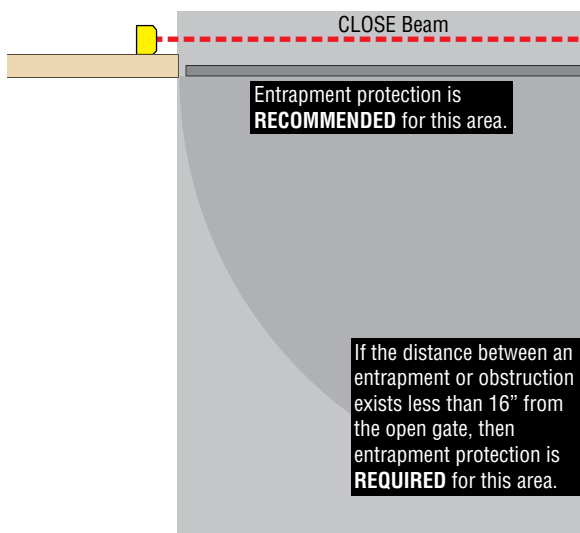 CLOSE Beam
Entrapment protection is
RECOMMENDED for this area.
If the distance between an
entrapment or obstruction
exists less than 16” from
the open gate, then
entrapment protection is
REQUIRED for this area.